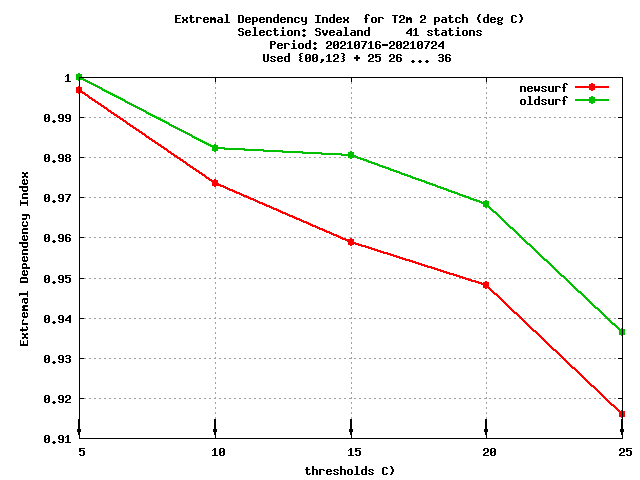 Extremal Dependency Index  for T2m 2 patch (deg C)
Selection: Svealand     41 stations
Period: 20210716-20210724
Used {00,12} + 25 26 ... 36
newsurf
oldsurf
Extremal Dependency Index
1
0.99
0.98
0.97
0.96
0.95
0.94
0.93
0.92
0.91
5
10
15
20
25
thresholds C)